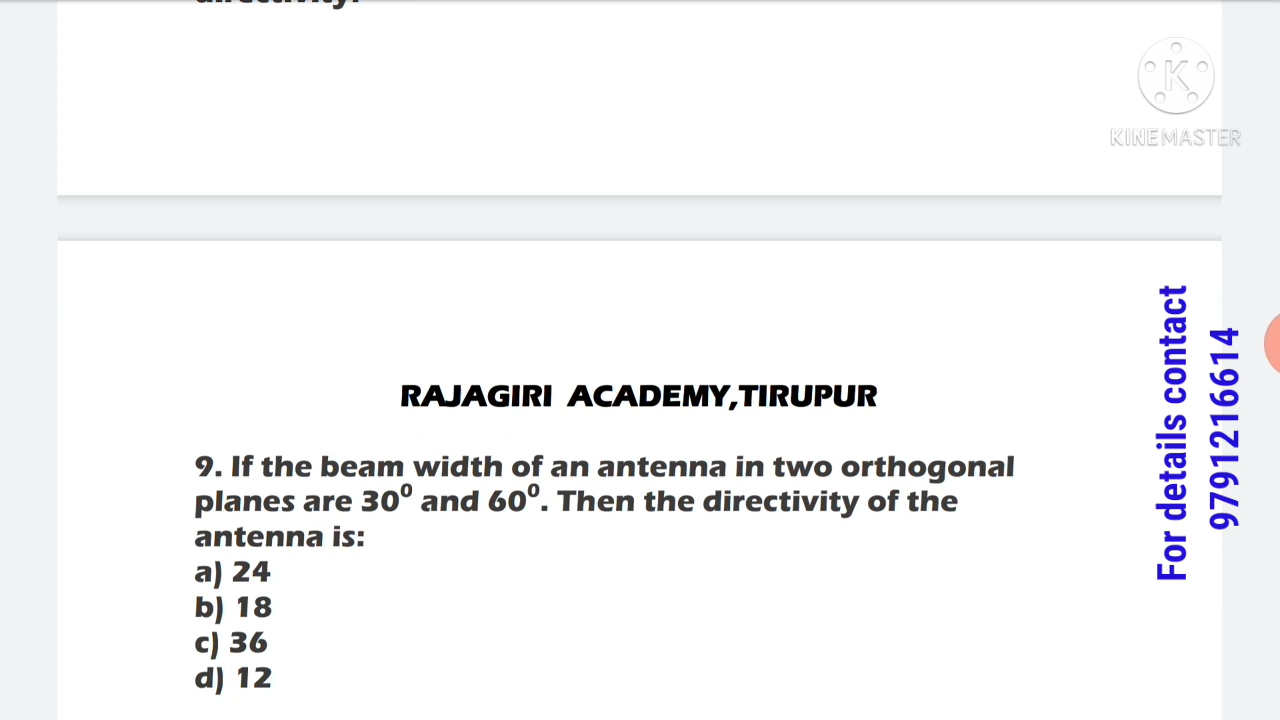 directivity.
K
KINEMASTER
RAJAGIRI ACADEMY,TIRUPUR
9. If the beam width of an antenna in two orthogonal
planes are 30⁰ and 60⁰. Then the directivity of the
antenna is:
a) 24
b) 18
c) 36
d) 12
For details contact
9791216614